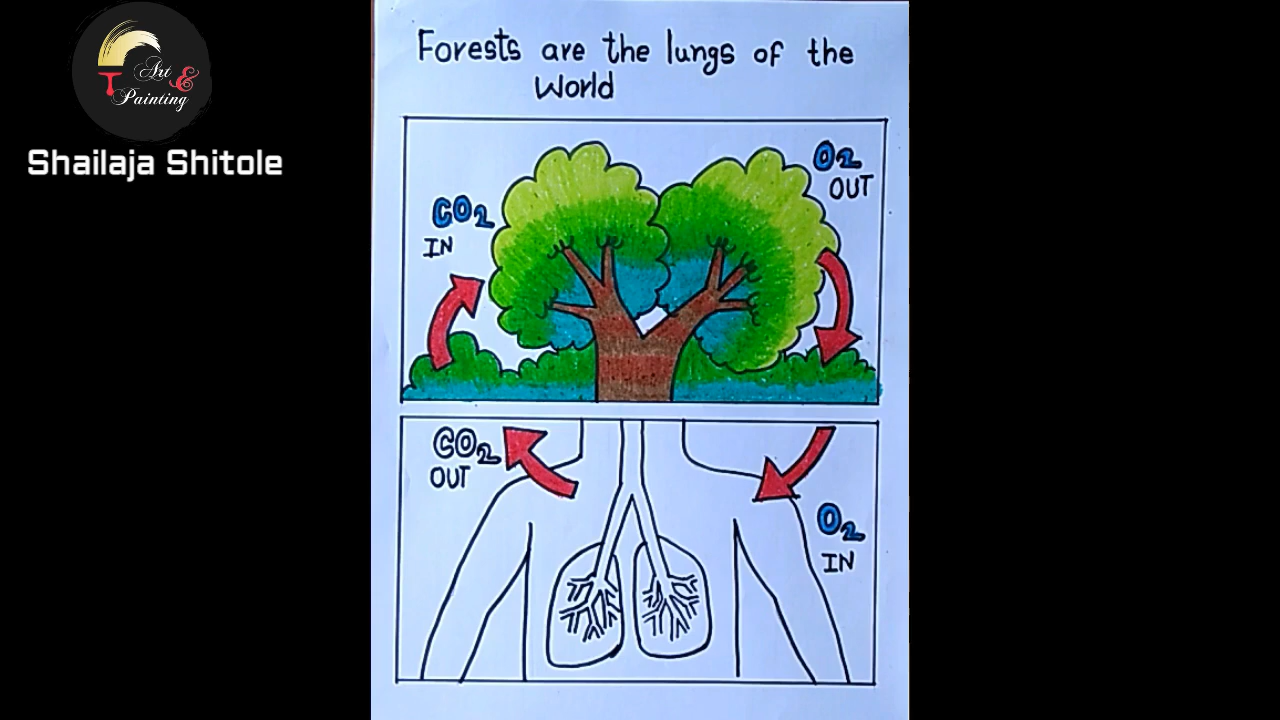 Art &
Painting
Shailaja Shitole
Forests are the lungs of the
World
CO2
IN
O2
OUT
CO2
OUT
O2
IN